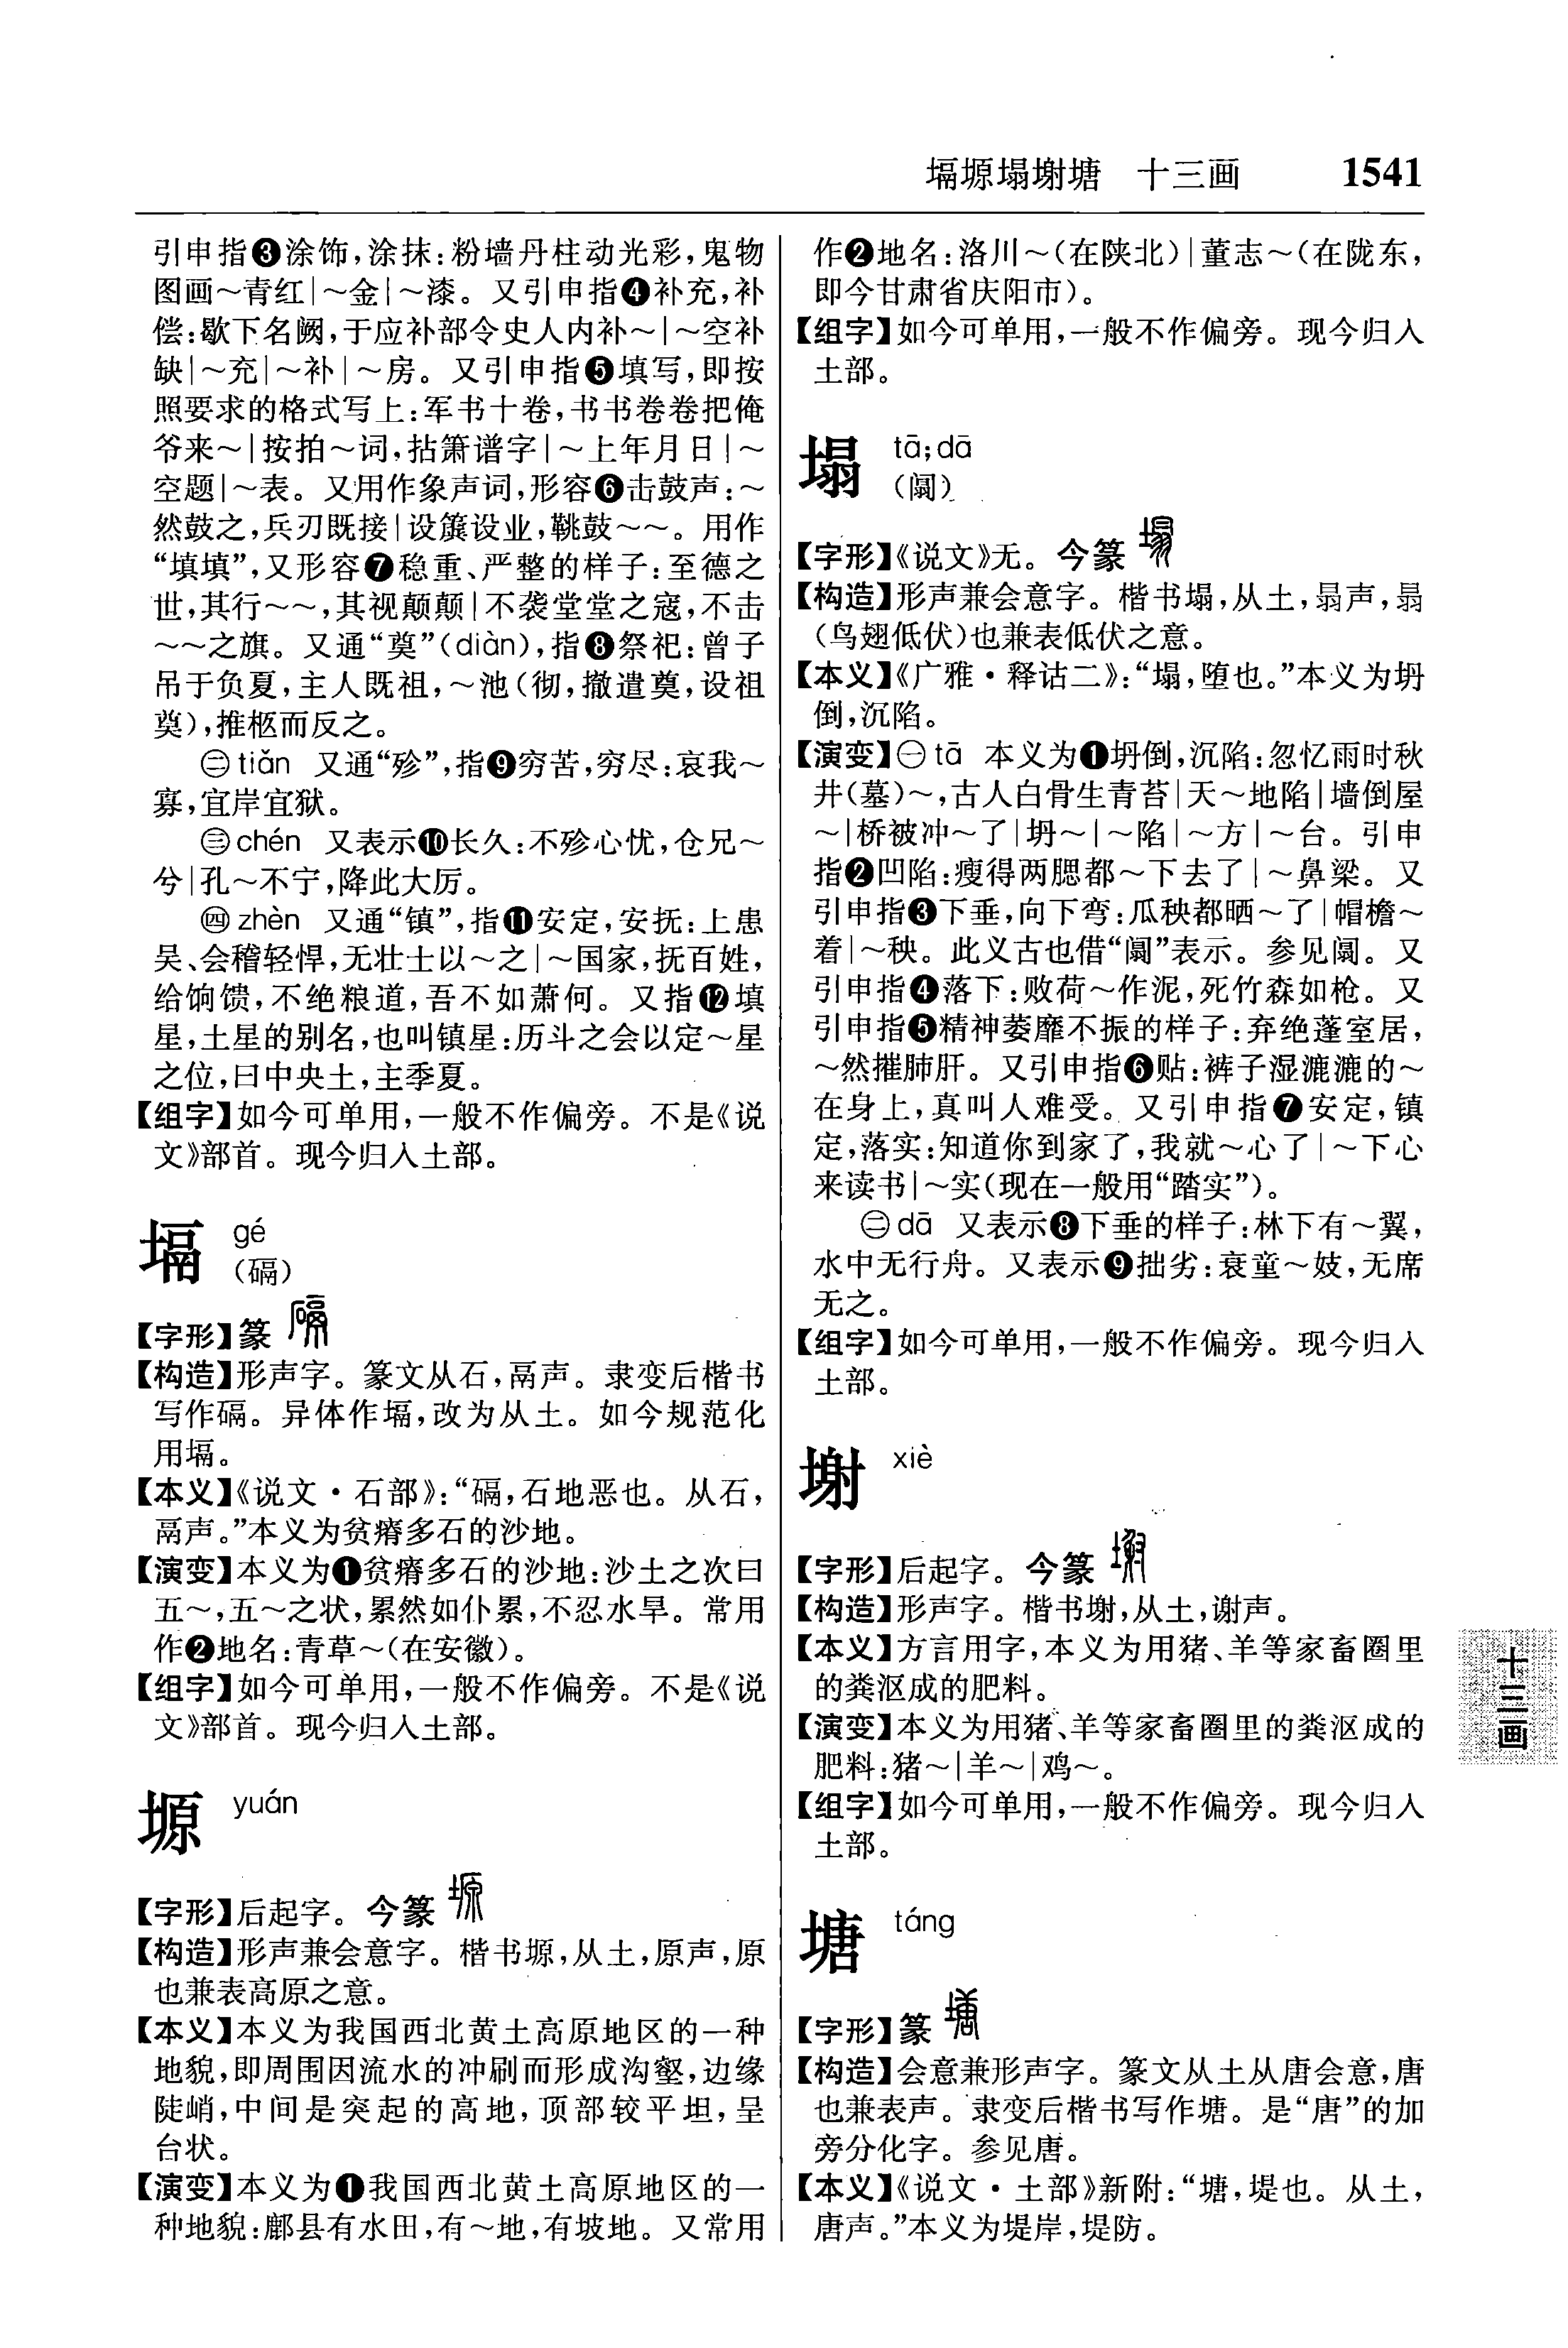 塥塬塌塮塘　十三画　1541
引申指❸涂饰,涂抹:粉墙丹柱动光彩,鬼物
图画～青红|～金|～漆。又引申指❹补充,补
偿:歇下名阙,于应补部令史人内补～|～空补
缺|～充|～补|～房。又引申指❺填写,即按
照要求的格式写上:军书十卷,书书卷卷把俺
爷来～|按拍～词,拈箫谱字|～上年月日|～
空题|～表。又用作象声词,形容❻击鼓声:～
然鼓之,兵刃既接|设簴设业,鞉鼓～～。用作
“填填”,又形容❼稳重、严整的样子:至德之
世,其行～～,其视颠颠|不袭堂堂之寇,不击
～～之旗。又通“奠”(diàn),指❽祭祀:曾子
吊于负夏,主人既祖,～池(彻,撤遣奠,设祖
奠),推柩而反之。
㊁tiǎn　又通“殄”,指❾穷苦,穷尽:哀我～
寡,宜岸宜狱。
㊂chén　又表示❿长久:不殄心忧,仓兄～
兮|孔～不宁,降此大厉。
㊃zhèn　又通“镇”,指⓫安定,安抚:上患
吴、会稽轻悍,无壮士以～之|～国家,抚百姓,
给饷馈,不绝粮道,吾不如萧何。又指⓬填
星,土星的别名,也叫镇星:历斗之会以定～星
之位,曰中央土,主季夏。
【组字】如今可单用,一般不作偏旁。不是《说
文》部首。现今归入土部。
塥　gé
(䃒)
【字形】篆
【构造】形声字。篆文从石,鬲声。隶变后楷书
写作䃒。异体作塥,改为从土。如今规范化
用塥。
【本义】《说文·石部》:“䃒,石地恶也。从石,
鬲声。”本义为贫瘠多石的沙地。
【演变】本义为❶贫瘠多石的沙地:沙土之次曰
五～,五～之状,累然如仆累,不忍水旱。常用
作❷地名:青草～(在安徽)。
【组字】如今可单用,一般不作偏旁。不是《说
文》部首。现今归入土部。
塬　yuán
【字形】后起字。今篆
【构造】形声兼会意字。楷书塬,从土,原声,原
也兼表高原之意。
【本义】本义为我国西北黄土高原地区的一种
地貌,即周围因流水的冲刷而形成沟壑,边缘
陡峭,中间是突起的高地,顶部较平坦,呈
台状。
【演变】本义为❶我国西北黄土高原地区的一
种地貌:鄜县有水田,有～地,有坡地。又常用
作❷地名:洛川～(在陕北)|董志～(在陇东,
即今甘肃省庆阳市)。
【组字】如今可单用,一般不作偏旁。现今归入
土部。
塌　tā;dā
(阘)
【字形】《说文》无。今篆
【构造】形声兼会意字。楷书塌,从土,𦐇声,𦐇
(鸟翅低伏)也兼表低伏之意。
【本义】《广雅·释诂二》:“塌,堕也。”本义为坍
倒,沉陷。
【演变】㊀tā　本义为❶坍倒,沉陷:忽忆雨时秋
井(墓)～,古人白骨生青苔|天～地陷|墙倒屋
～|桥被冲～了|坍～|～陷|～方|～台。引申
指❷凹陷:瘦得两腮都～下去了|～鼻梁。又
引申指❸下垂,向下弯:瓜秧都晒～了|帽檐～
着|～秧。此义古也借“阘”表示。参见阘。又
引申指❹落下:败荷～作泥,死竹森如枪。又
引申指❺精神萎靡不振的样子:弃绝蓬室居,
～然摧肺肝。又引申指❻贴:裤子湿漉漉的～
在身上,真叫人难受。又引申指❼安定,镇
定,落实:知道你到家了,我就～心了|～下心
来读书|～实(现在一般用“踏实”)。
㊁dā　又表示❽下垂的样子:林下有～翼,
水中无行舟。又表示❾拙劣:衰童～妓,无席
无之。
【组字】如今可单用,一般不作偏旁。现今归入
土部。
塮　xiè
【字形】后起字。今篆
【构造】形声字。楷书塮,从土,谢声。
【本义】方言用字,本义为用猪、羊等家畜圈里
的粪沤成的肥料。
【演变】本义为用猪、羊等家畜圈里的粪沤成的
肥料:猪～|羊～|鸡～。
【组字】如今可单用,一般不作偏旁。现今归入
土部。
塘　táng
【字形】篆
【构造】会意兼形声字。篆文从土从唐会意,唐
也兼表声。隶变后楷书写作塘。是“唐”的加
旁分化字。参见唐。
【本义】《说文·土部》新附:“塘,堤也。从土,
唐声。”本义为堤岸,堤防。
十三画